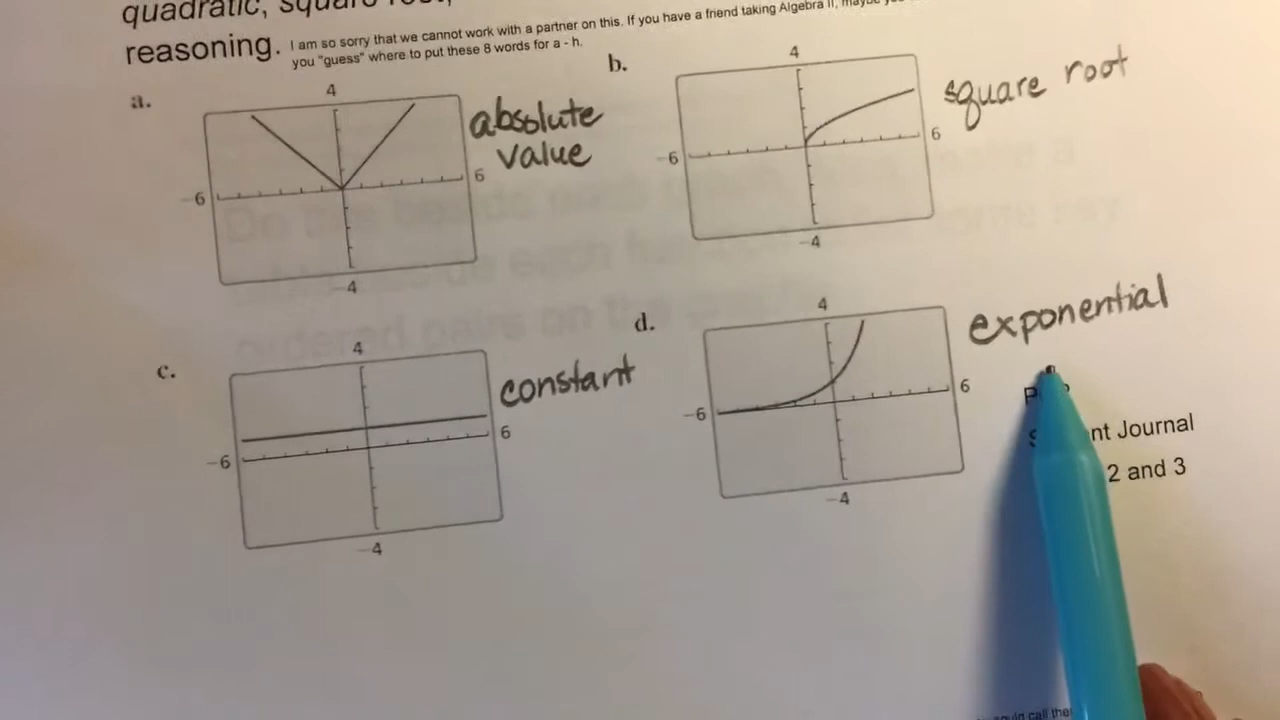 quadratic, square root,
reasoning. I am so sorry that we cannot work with a partner on this. If you have a friend taking Algebra II, maybe you
you "guess" where to put these 8 words for a - h.
a.
4
-6
6
-4
absolute
value
b.
4
-6
6
-4
square root
c.
4
-6
6
-4
constant
d.
4
-6
6
-4
exponential
nt Journal
2 and 3
call the